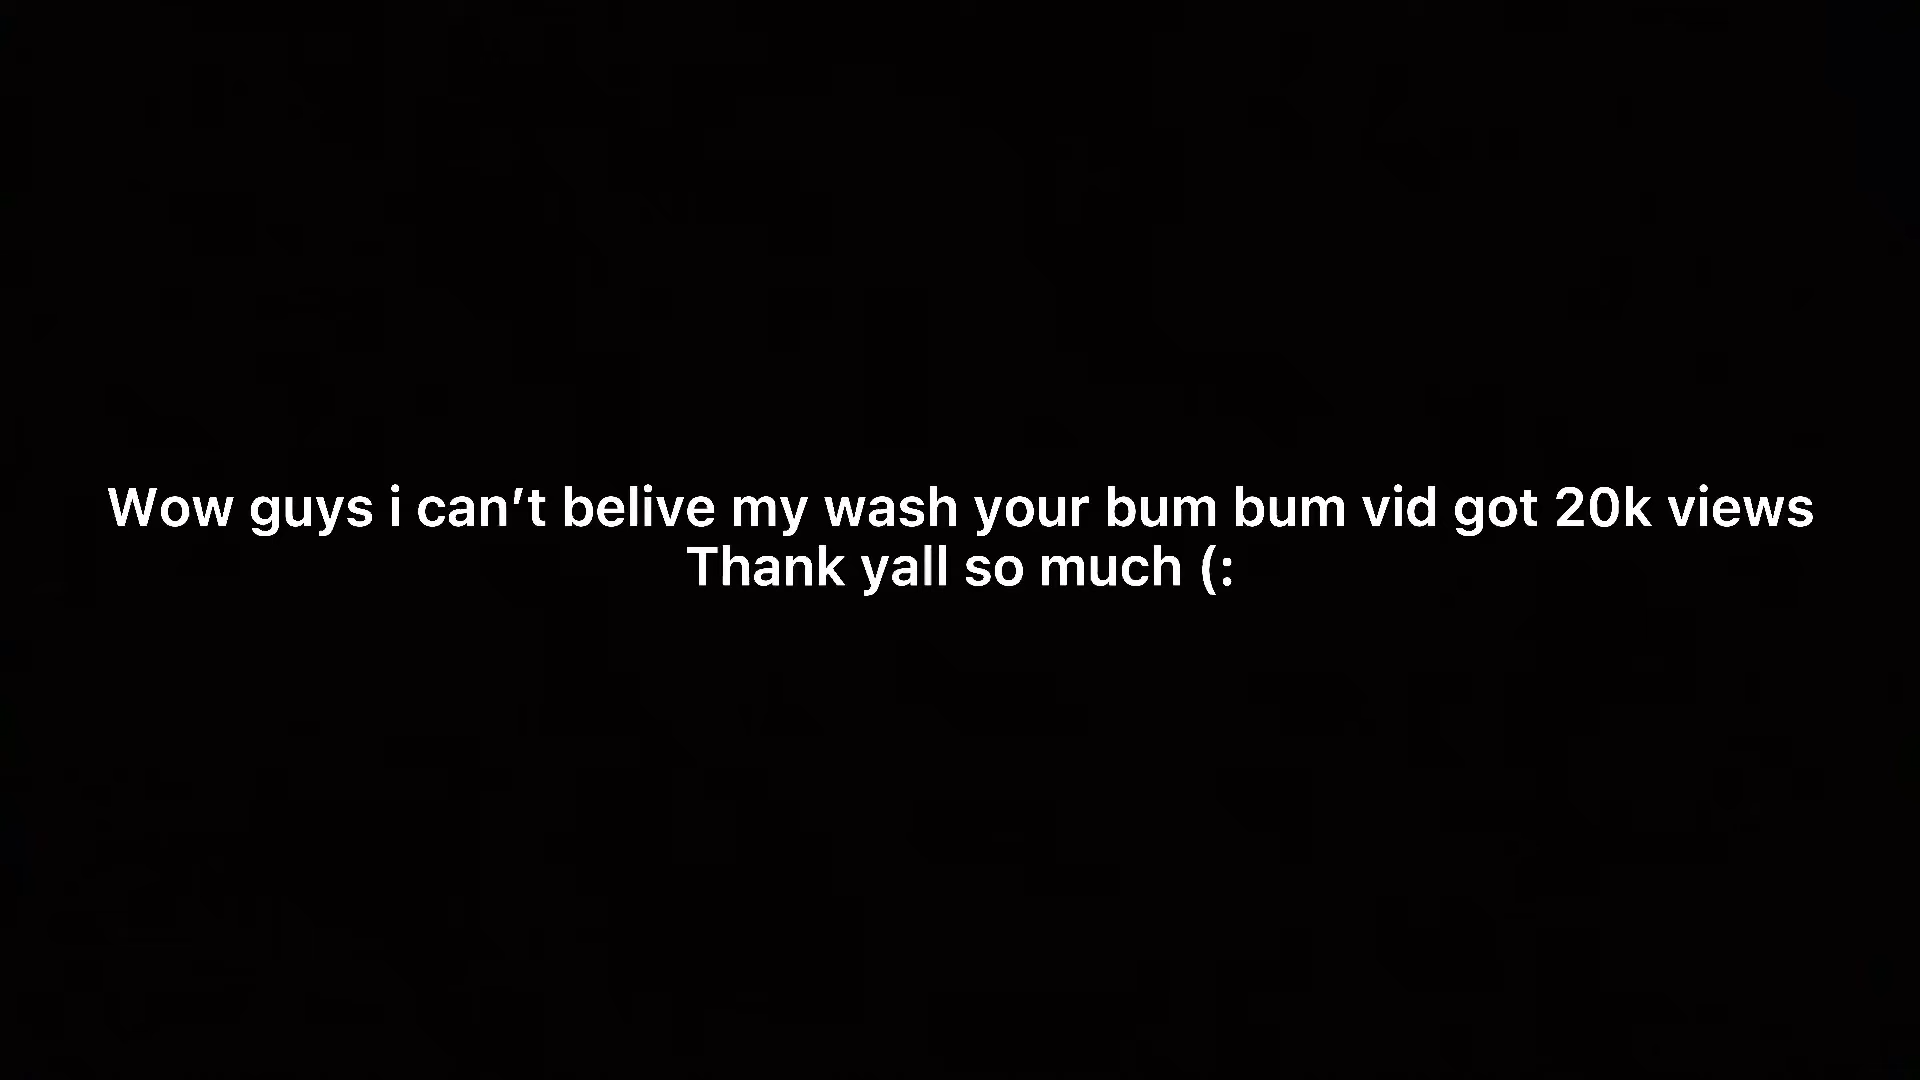 Wow guys i can’t belive my wash your bum bum vid got 20k views
Thank yall so much (: